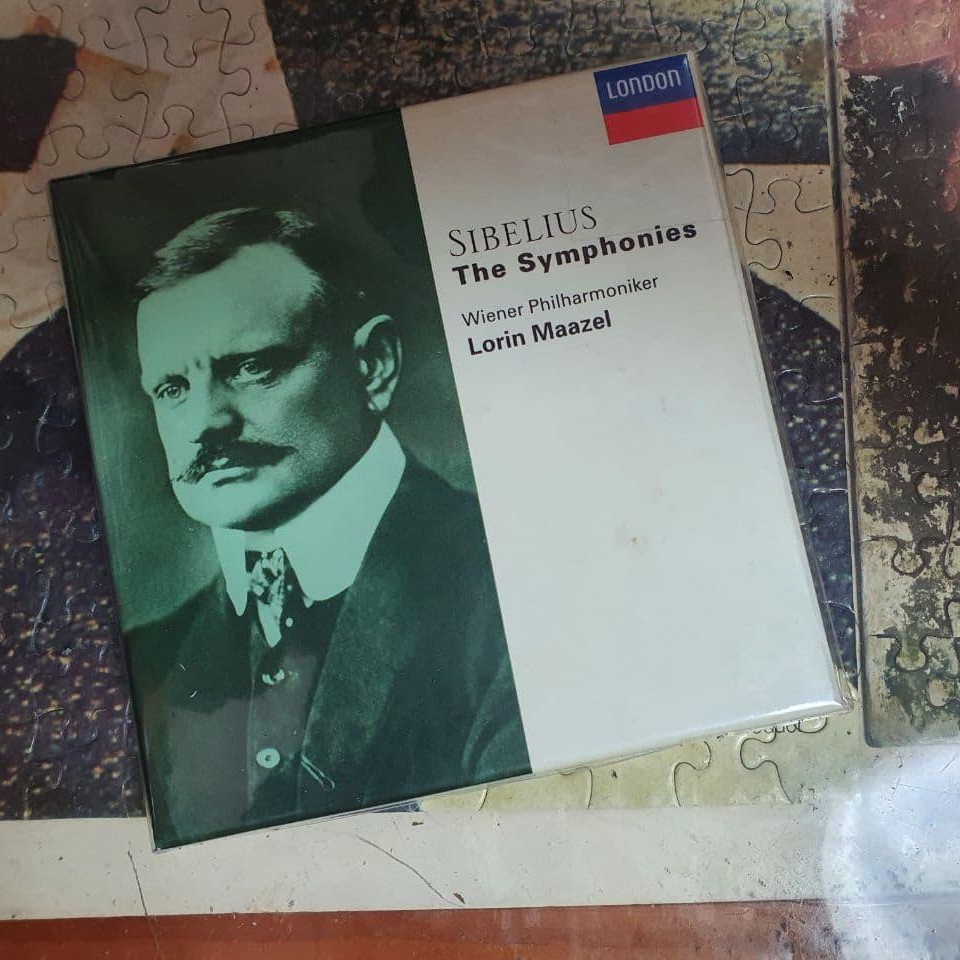 LONDON
SIBELIUS
The Symphonies
Wiener Philharmoniker
Lorin Maazel